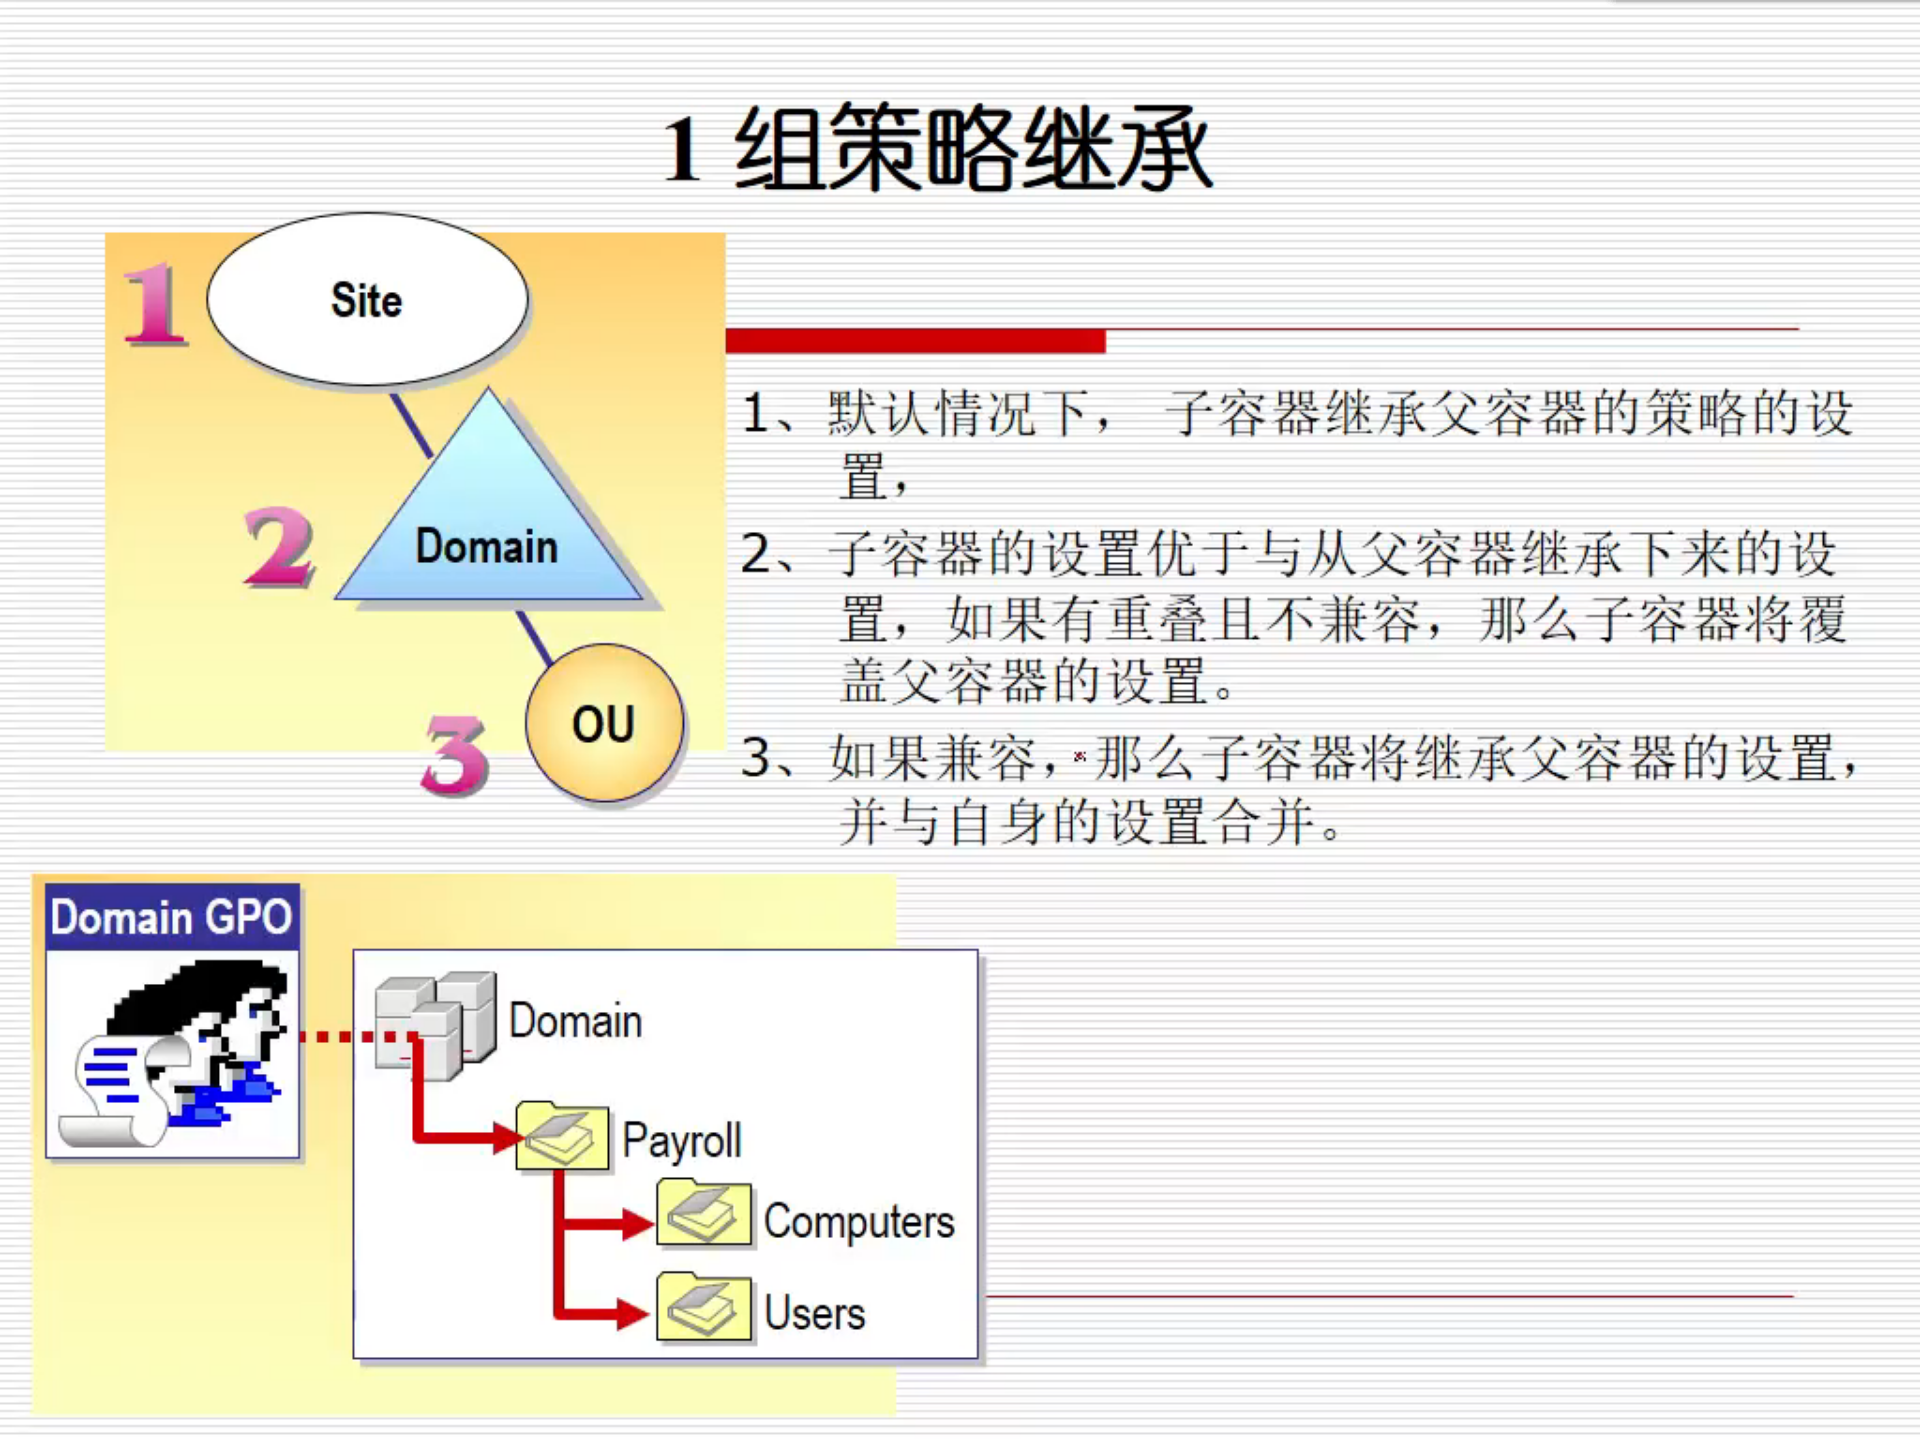 1 组策略继承
1
Site
2
Domain
3
OU
1、默认情况下， 子容器继承父容器的策略的设
置，
2、子容器的设置优于与从父容器继承下来的设
置，如果有重叠且不兼容，那么子容器将覆
盖父容器的设置。
3、如果兼容，那么子容器将继承父容器的设置，
并与自身的设置合并。
Domain GPO
Domain
Payroll
Computers
Users